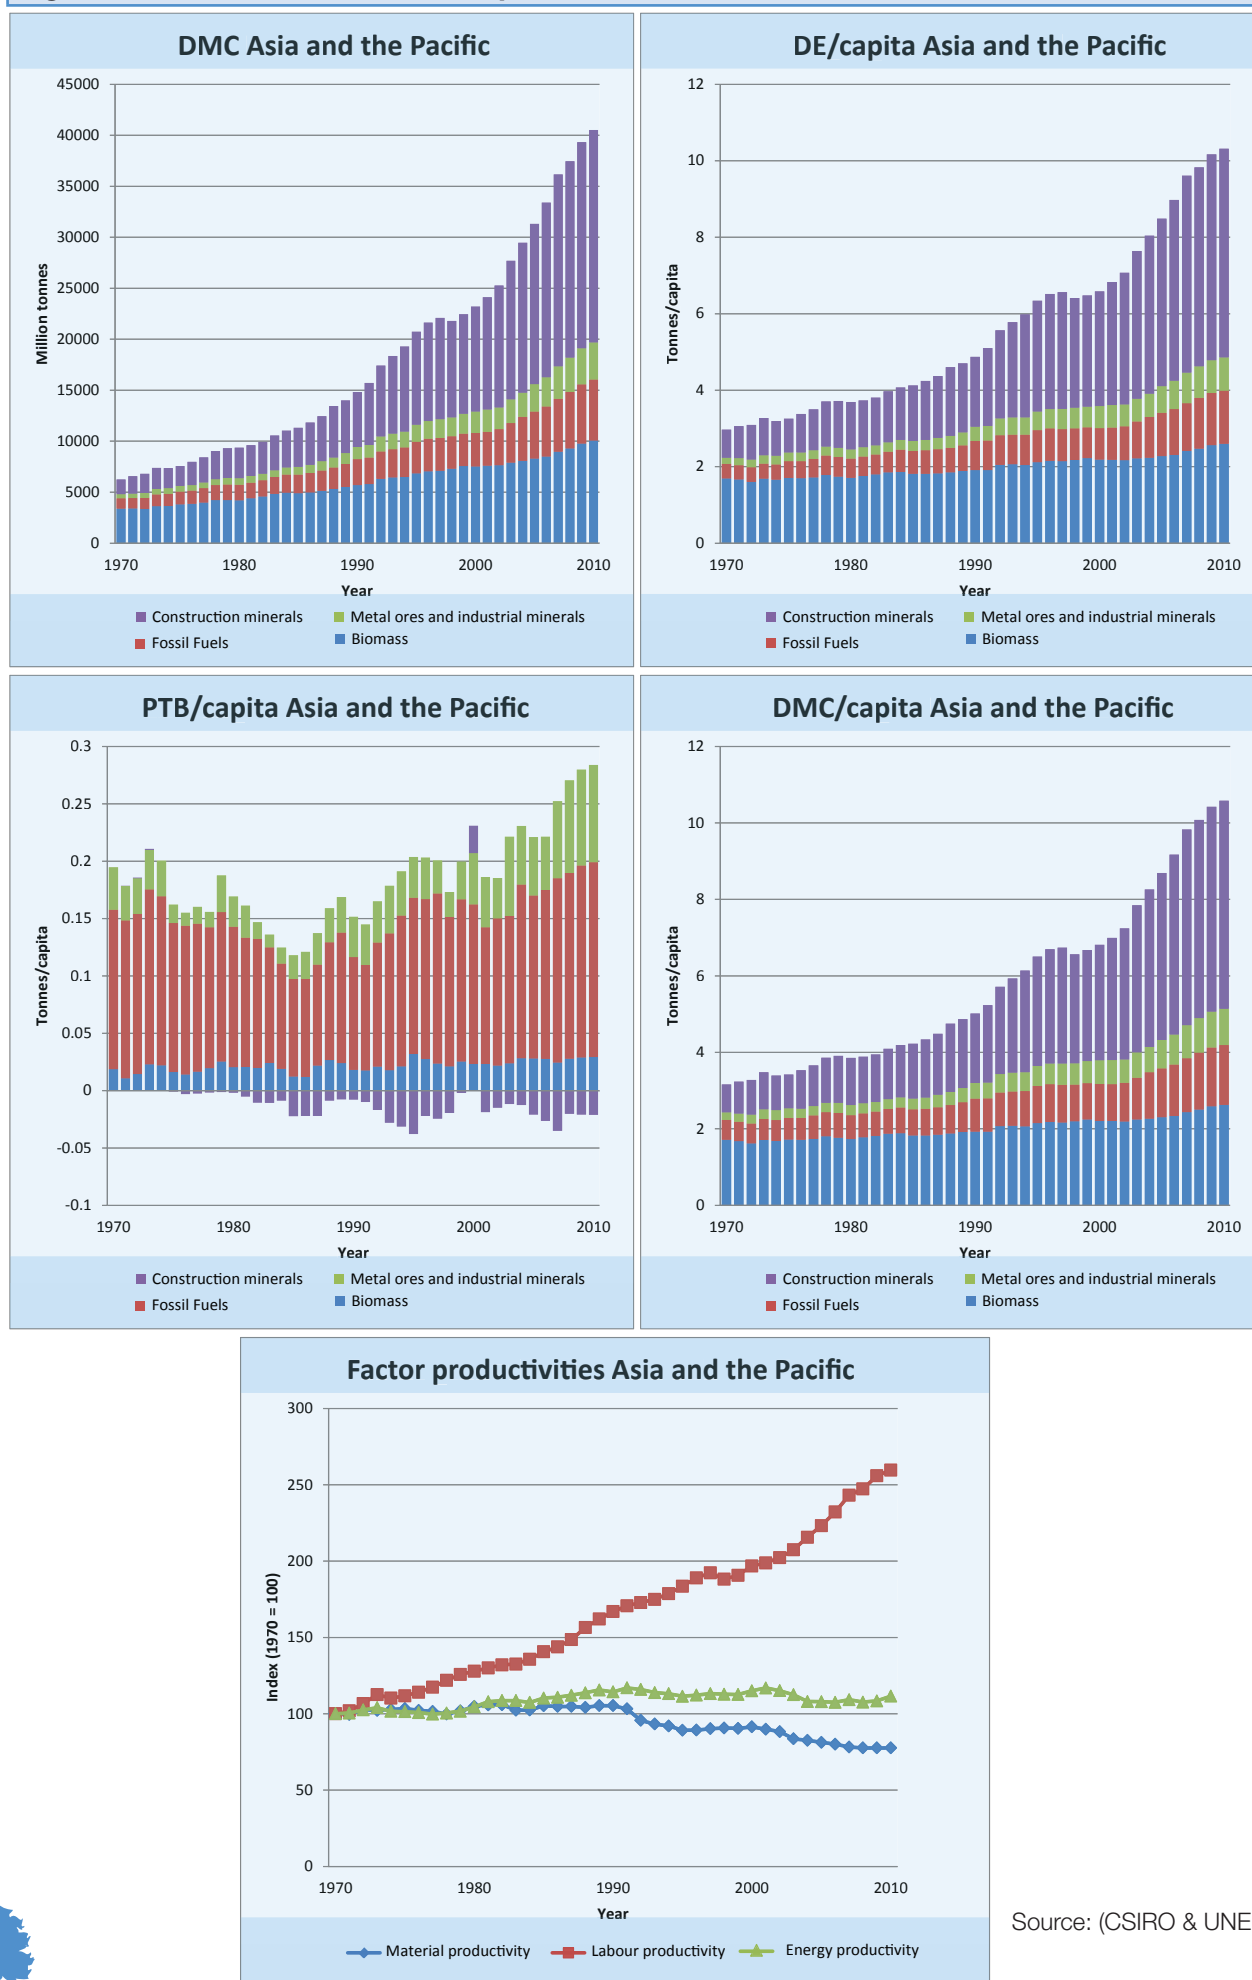 DMC Asia and the Pacific
45000
40000
35000
30000
25000
20000
15000
10000
5000
0
Million tonnes
1970 1980 1990 2000 2010
Year
Construction minerals Metal ores and industrial minerals
Fossil Fuels Biomass
DE/capita Asia and the Pacific
12
10
8
6
4
2
0
Tonnes/capita
1970 1980 1990 2000 2010
Year
Construction minerals Metal ores and industrial minerals
Fossil Fuels Biomass
PTB/capita Asia and the Pacific
0.3
0.25
0.2
0.15
0.1
0.05
0
-0.05
-0.1
Tonnes/capita
1970 1980 1990 2000 2010
Year
Construction minerals Metal ores and industrial minerals
Fossil Fuels Biomass
DMC/capita Asia and the Pacific
12
10
8
6
4
2
0
Tonnes/capita
1970 1980 1990 2000 2010
Year
Construction minerals Metal ores and industrial minerals
Fossil Fuels Biomass
Factor productivities Asia and the Pacific
300
250
200
150
100
50
0
Index (1970 = 100)
1970 1980 1990 2000 2010
Year
Material productivity Labour productivity Energy productivity
Source: (CSIRO & UNE